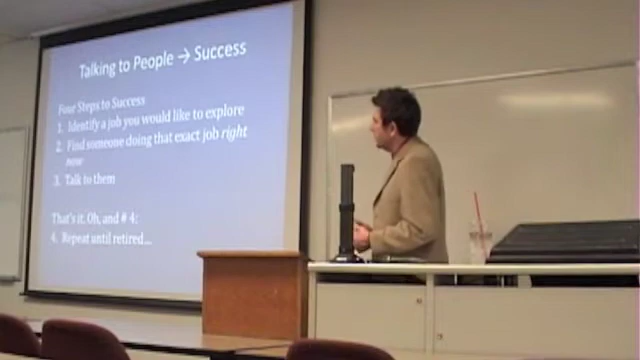 Talking to People → Success
Four Steps to Success
1. Identify a job you would like to explore
2. Find someone doing that exact job right
now
3. Talk to them
That's it. Oh, and # 4:
4. Repeat until retired...